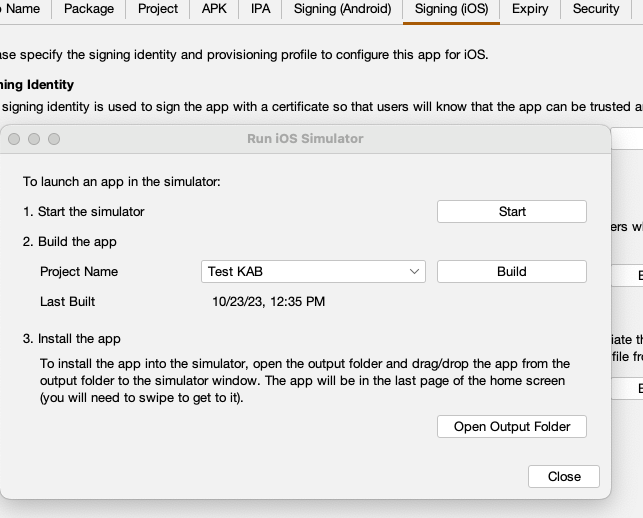 Name Package Project APK IPA Signing (Android) Signing (iOS) Expiry Security
ase specify the signing identity and provisioning profile to configure this app for iOS.
ning Identity
signing identity is used to sign the app with a certificate so that users will know that the app can be trusted a
Run iOS Simulator
To launch an app in the simulator:
1. Start the simulator Start
2. Build the app
ers w
Project Name Test KAB Build
Last Built 10/23/23, 12:35 PM
3. Install the app
iate th
file fr
To install the app into the simulator, open the output folder and drag/drop the app from the
output folder to the simulator window. The app will be in the last page of the home screen
(you will need to swipe to get to it).
Open Output Folder
Close